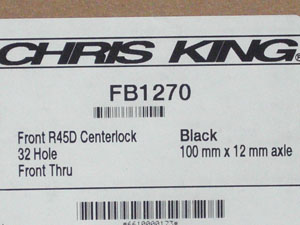 CHRIS KING®
FB1270
Front R45D Centerlock Black
32 Hole 100 mm x 12 mm axle
Front Thru